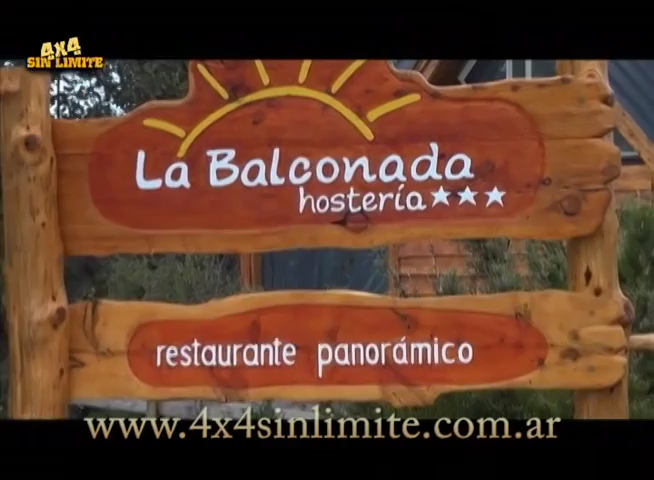 4x4
SIN LIMITE
La Balconada
hostería ★★★
restaurante panorámico
www.4x4sinlimite.com.ar